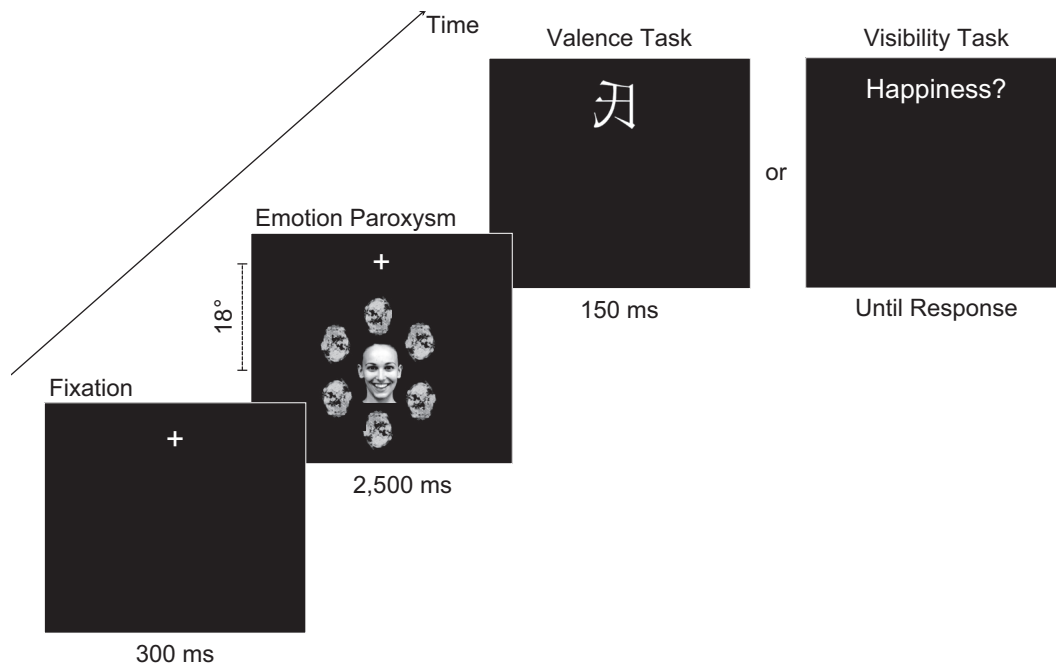 Time
Valence Task
Visibility Task
Happiness?
or
150 ms
Until Response
Emotion Paroxysm
+
18°
2,500 ms
Fixation
+
300 ms